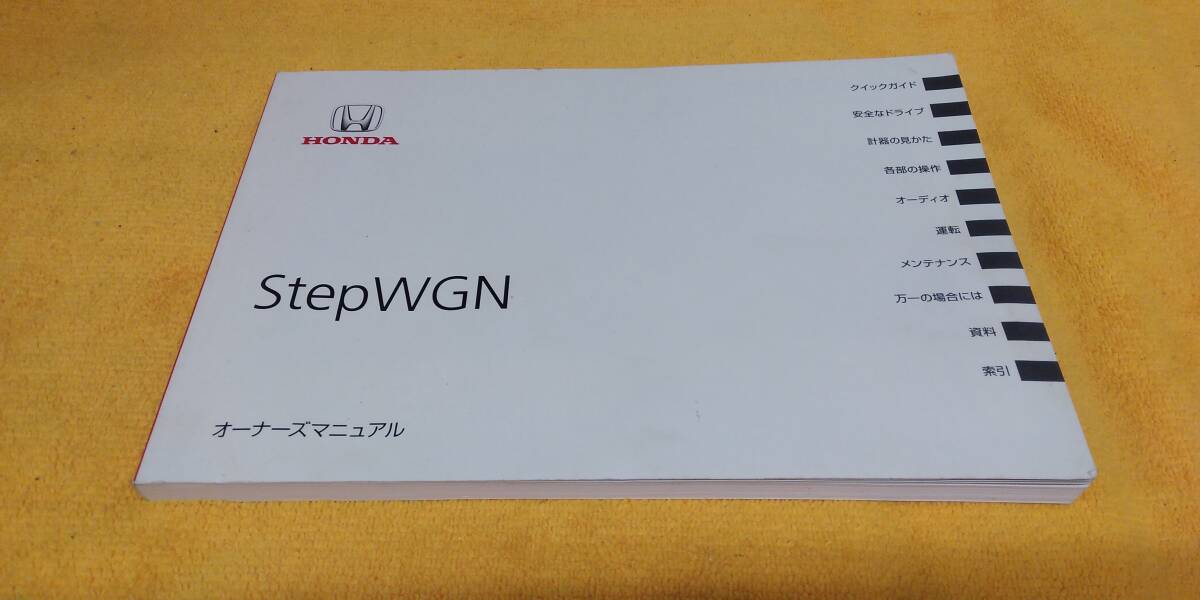 HONDA
StepWGN
オーナーズマニュアル
クイックガイド
安全なドライブ
計器の見かた
各部の操作
オーディオ
運転
メンテナンス
万一の場合には
資料
索引